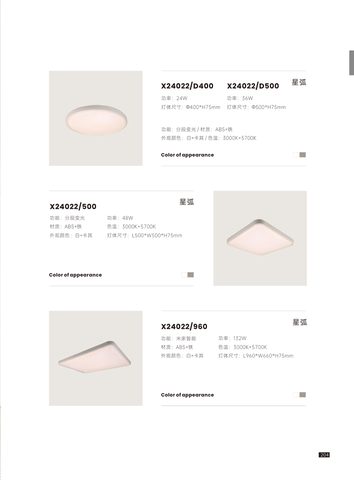 X24022/D400 X24022/D500 星弧
功率：24W 功率：36W
灯体尺寸：Φ400*H75mm 灯体尺寸：Φ500*H75mm
功能：分段变光 / 材质：ABS+铁
外观颜色：白+卡其 / 色温：3000K+5700K
Color of appearance
X24022/500 星弧
功能：分段变光 功率：48W
材质：ABS+铁 色温：3000K+5700K
外观颜色：白+卡其 灯体尺寸：L500*W500*H75mm
Color of appearance
X24022/960 星弧
功能：米家智能 功率：132W
材质：ABS+铁 色温：3000K+5700K
外观颜色：白+卡其 灯体尺寸：L960*W660*H75mm
Color of appearance
204